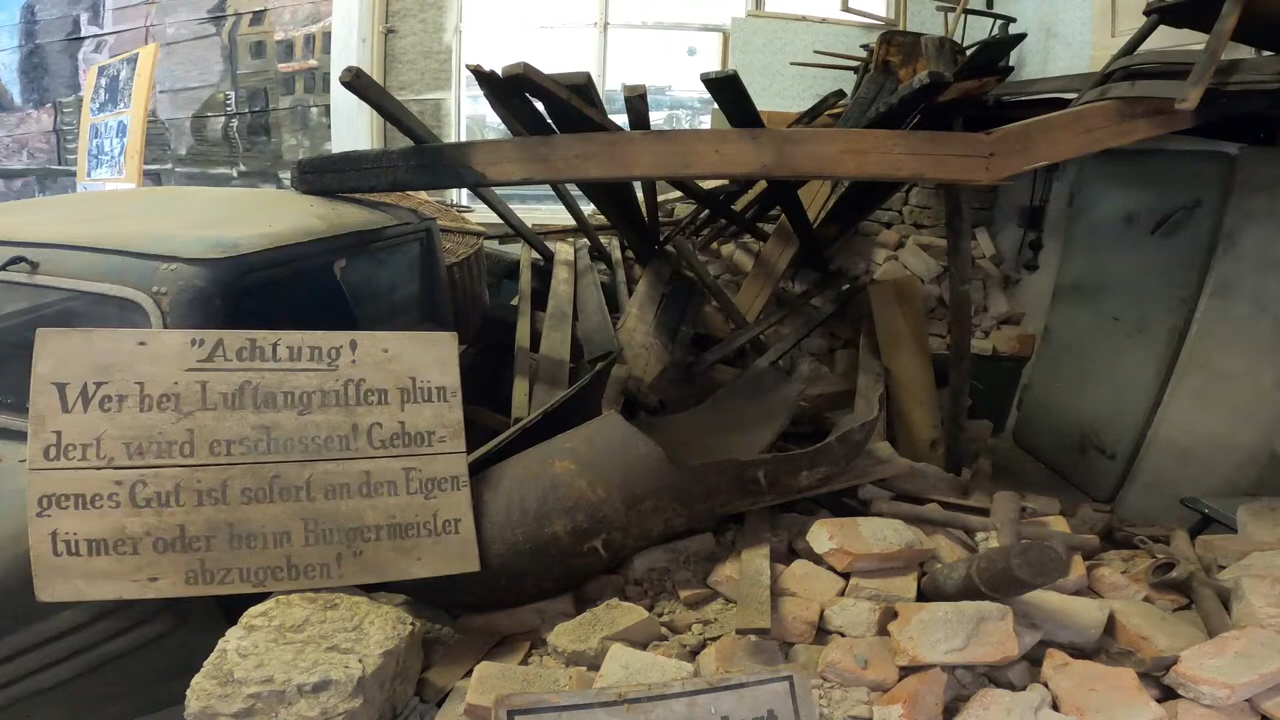 "Achtung!
Wer bei Luftangriffen plün=
dert, wird erschossen! Gebor=
genes Gut ist sofort an den Eigen=
tümer oder beim Bürgermeister
abzugeben!"